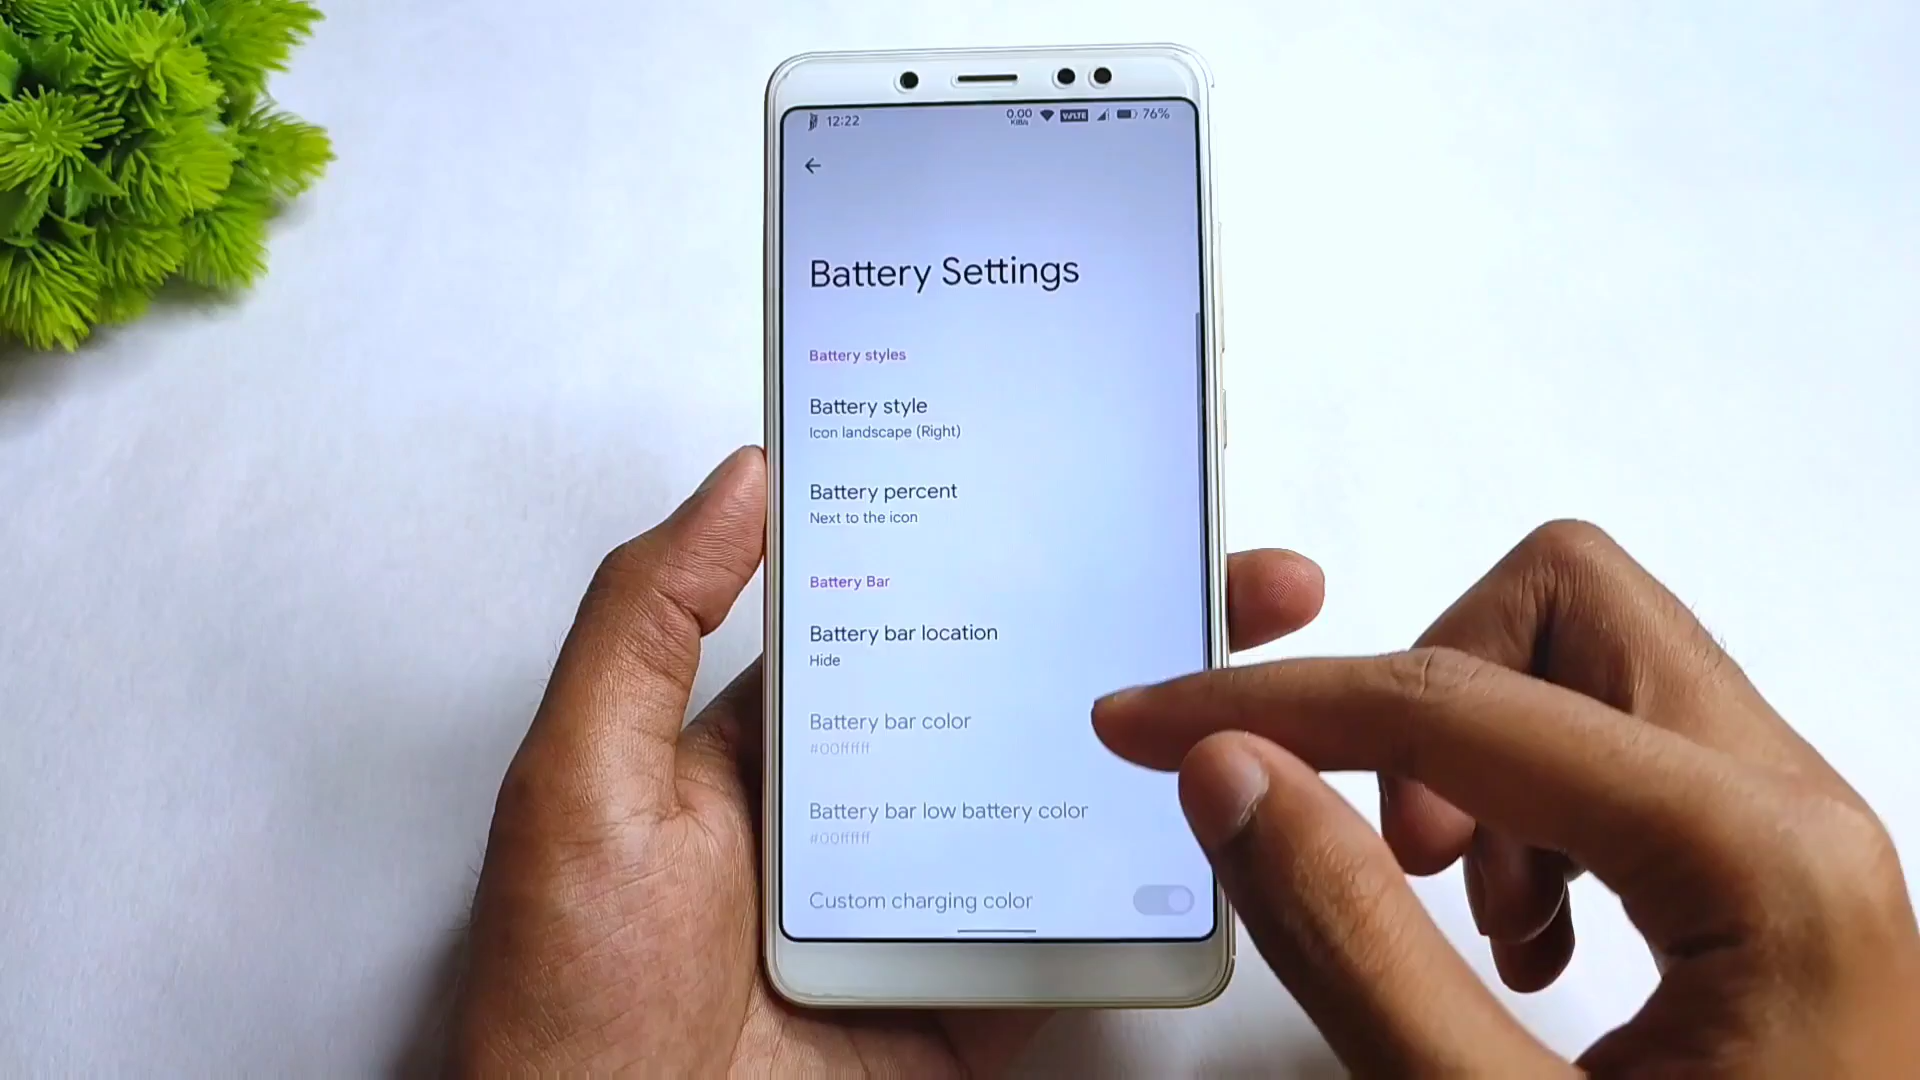 12:22
0.00
KiB/s
VoLTE
76%
Battery Settings
Battery styles
Battery style
Icon landscape (Right)
Battery percent
Next to the icon
Battery Bar
Battery bar location
Hide
Battery bar color
#00ffffff
Battery bar low battery color
#00ffffff
Custom charging color